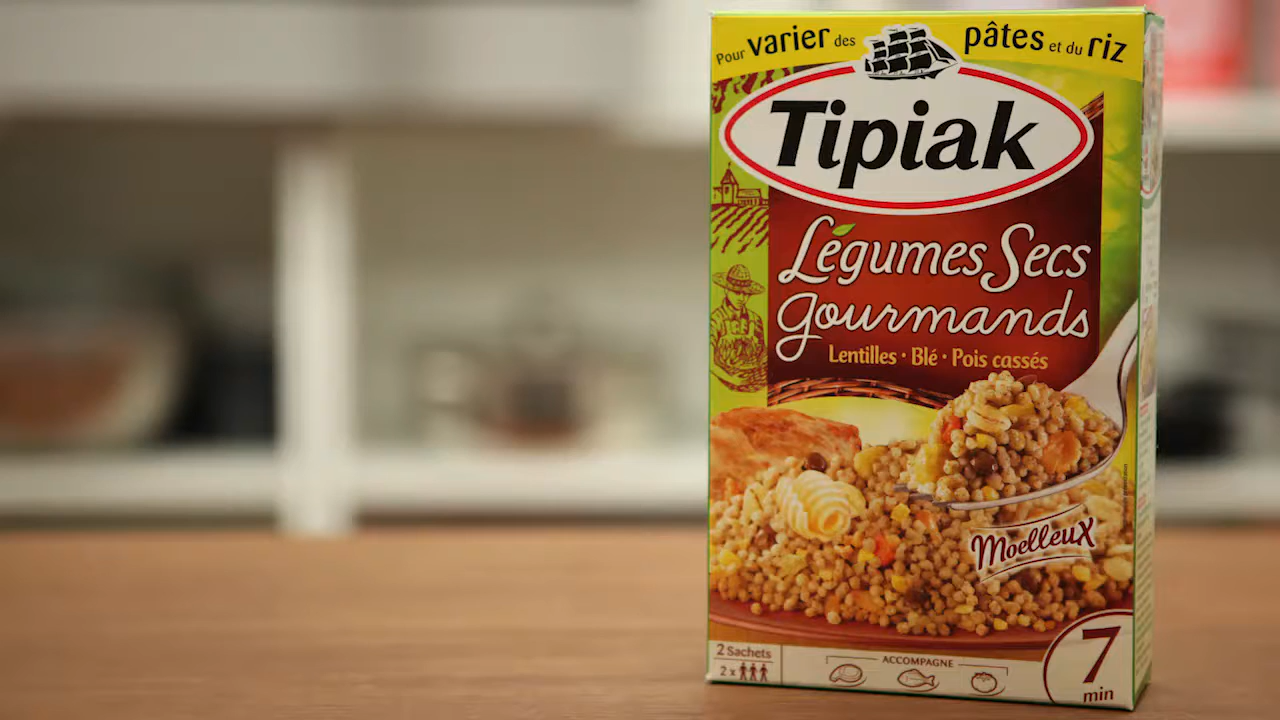 Pour varier des pâtes et du riz
Tipiak
Légumes Secs
gourmands
Lentilles · Blé · Pois cassés
Moelleux
2 Sachets
2 x
ACCOMPAGNE
7
min